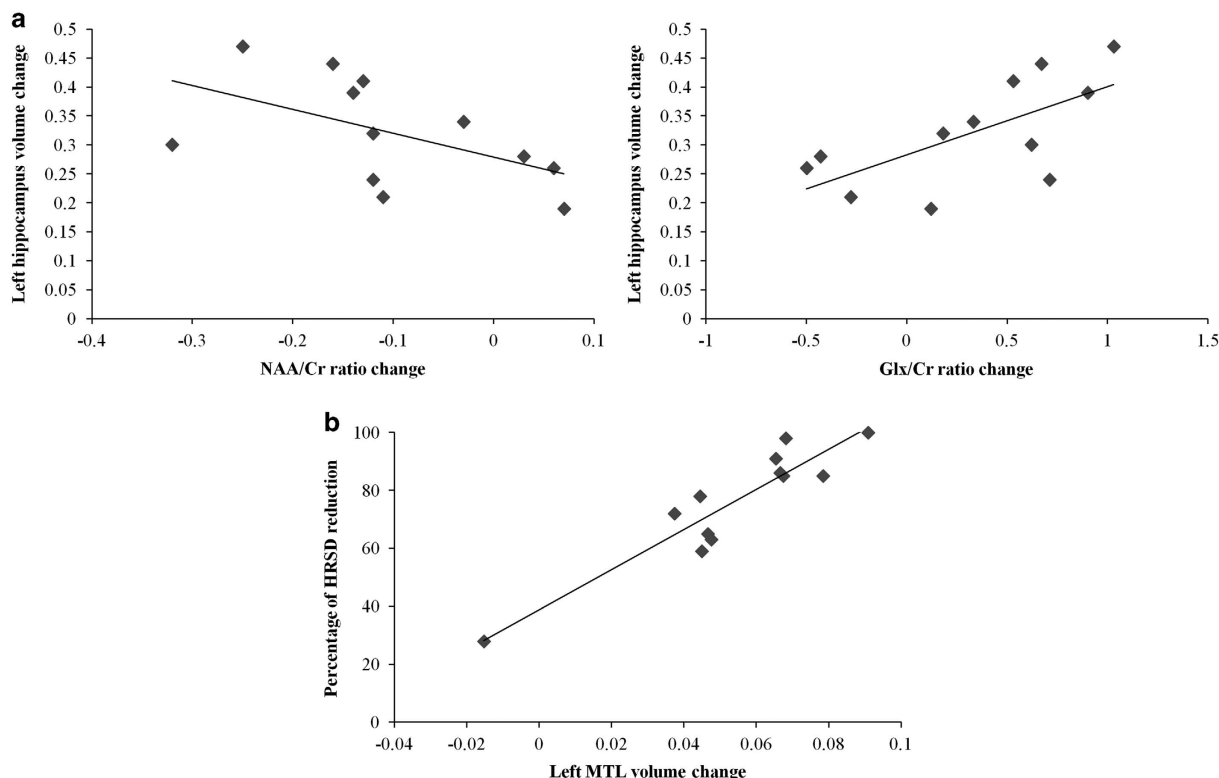 a
Left hippocampus volume change
0.5
0.45
0.4
0.35
0.3
0.25
0.2
0.15
0.1
0.05
0
-0.4 -0.3 -0.2 -0.1 0 0.1
NAA/Cr ratio change
Left hippocampus volume change
0.5
0.45
0.4
0.35
0.3
0.25
0.2
0.15
0.1
0.05
0
-1 -0.5 0 0.5 1 1.5
Glx/Cr ratio change
b
Percentage of HRSD reduction
100
80
60
40
20
0
-0.04 -0.02 0 0.02 0.04 0.06 0.08 0.1
Left MTL volume change